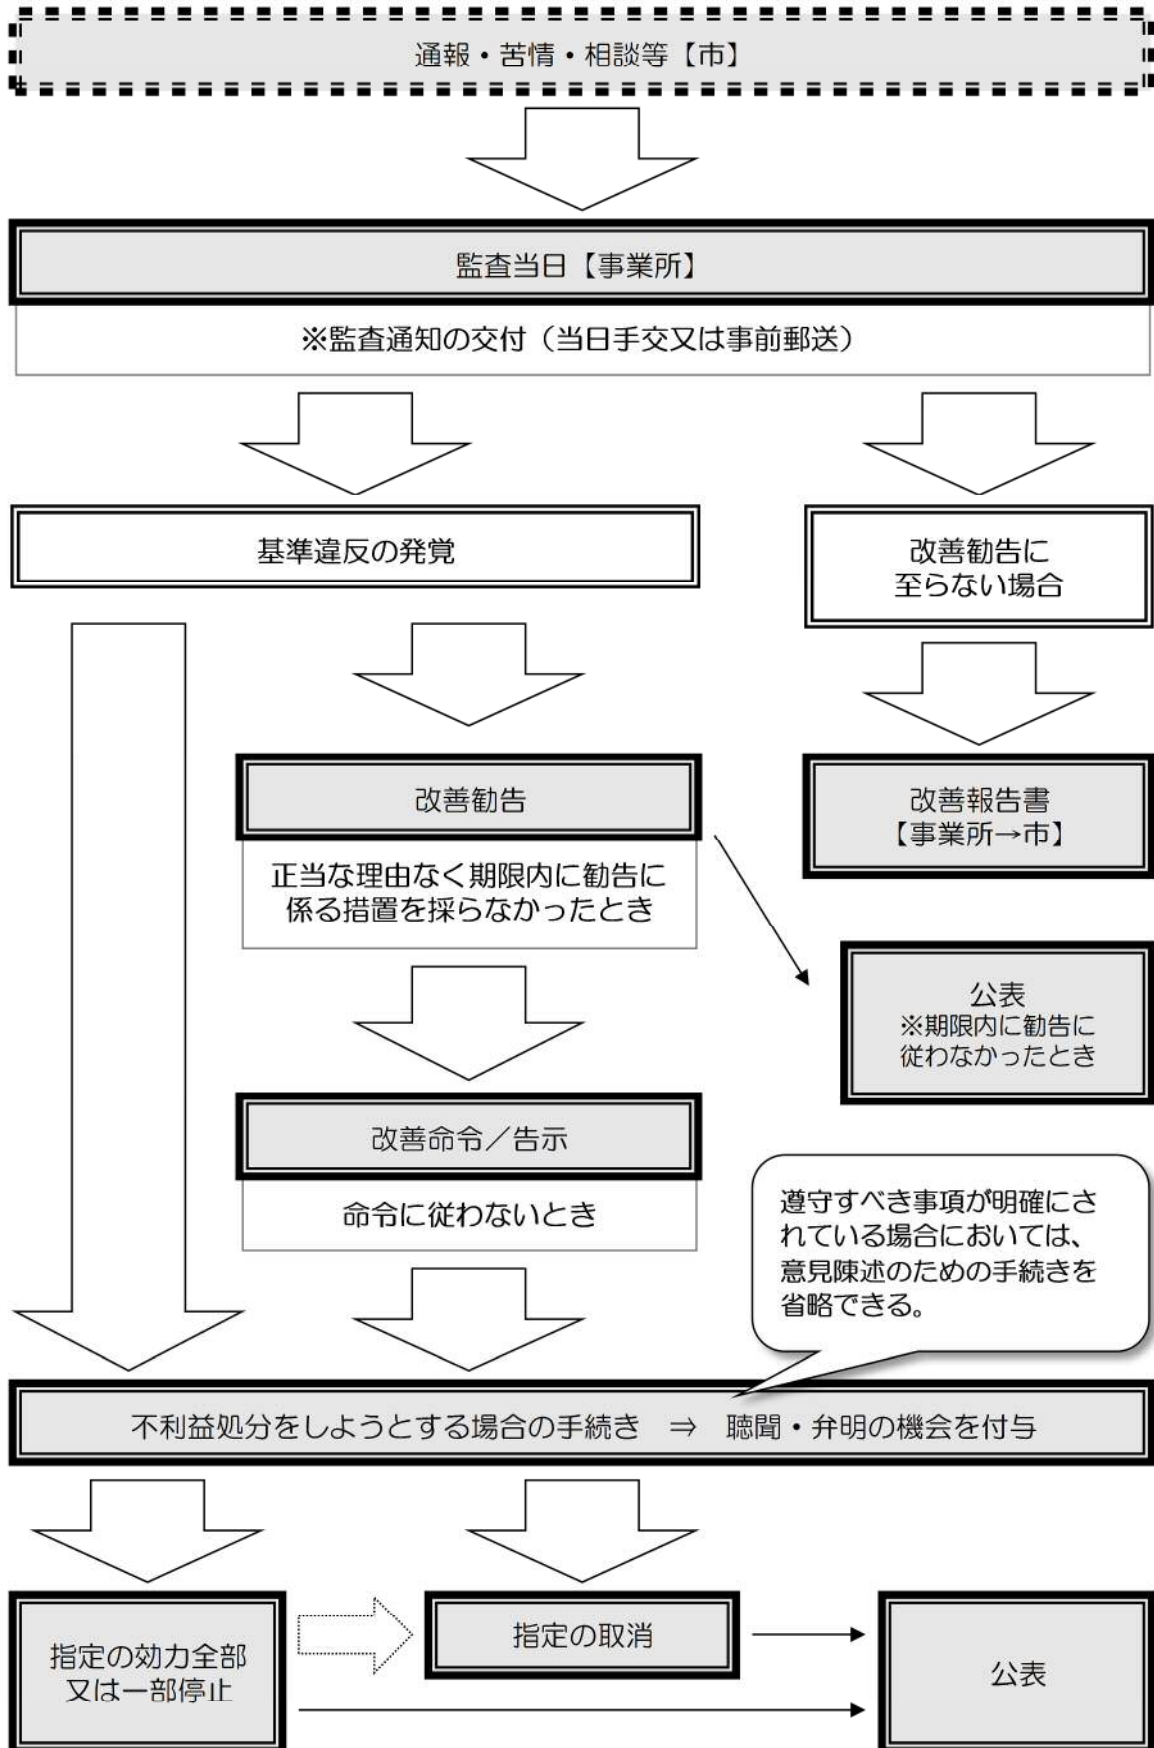 通報・苦情・相談等【市】
監査当日【事業所】
※監査通知の交付（当日手交又は事前郵送）
基準違反の発覚
改善勧告に
至らない場合
改善勧告
正当な理由なく期限内に勧告に
係る措置を採らなかったとき
改善報告書
【事業所→市】
公表
※期限内に勧告に
従わなかったとき
改善命令／告示
命令に従わないとき
遵守すべき事項が明確にさ
れている場合においては、
意見陳述のための手続きを
省略できる。
不利益処分をしようとする場合の手続き　⇒　聴聞・弁明の機会を付与
指定の効力全部
又は一部停止
指定の取消
公表